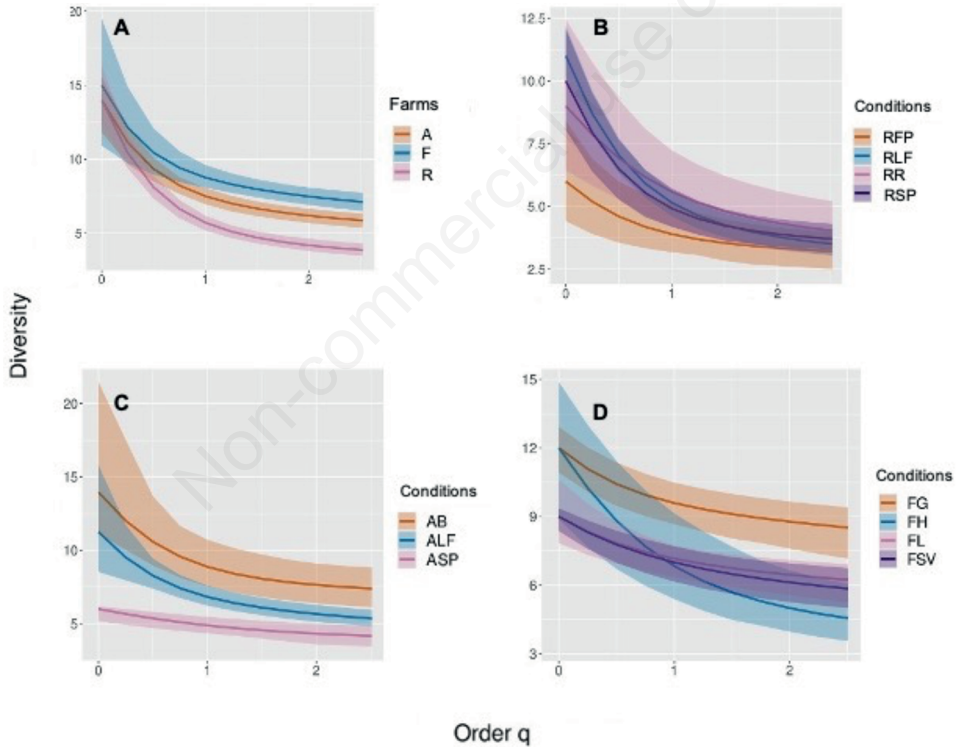 A
20
15
10
5
0
1
2
Farms
A
F
R
B
12.5
10.0
7.5
5.0
2.5
0
1
2
Conditions
RFP
RLF
RR
RSP
Diversity
C
20
15
10
5
0
1
2
Conditions
AB
ALF
ASP
D
15
12
9
6
3
0
1
2
Conditions
FG
FH
FL
FSV
Order q
Non-commercial use